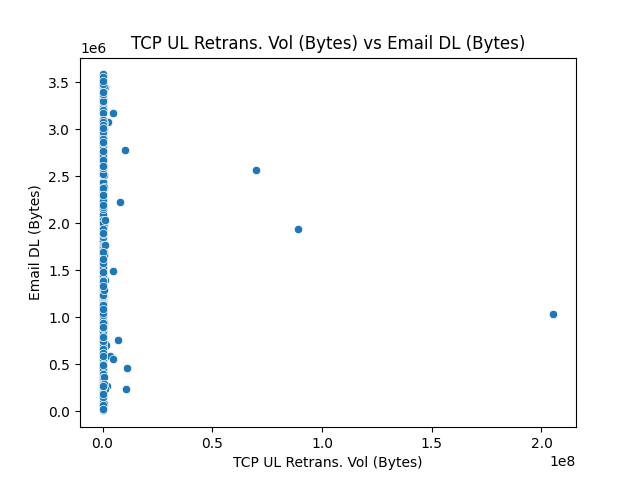 TCP UL Retrans. Vol (Bytes) vs Email DL (Bytes)
1e6
3.5
3.0
2.5
2.0
1.5
1.0
0.5
0.0
Email DL (Bytes)
0.0 0.5 1.0 1.5 2.0
1e8
TCP UL Retrans. Vol (Bytes)